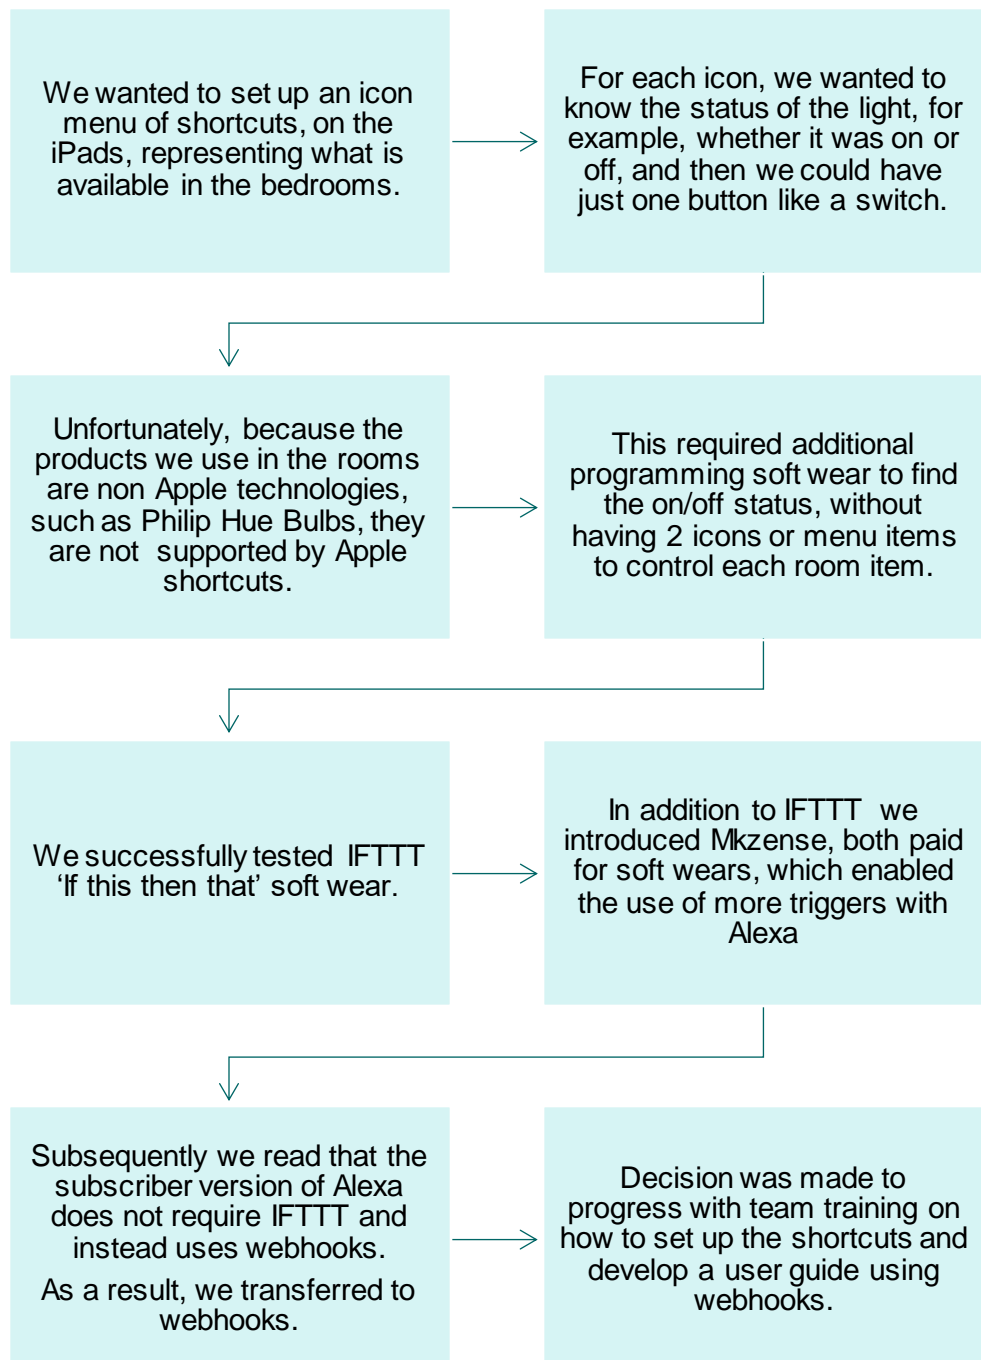 We wanted to set up an icon
menu of shortcuts, on the
iPads, representing what is
available in the bedrooms.
For each icon, we wanted to
know the status of the light, for
example, whether it was on or
off, and then we could have
just one button like a switch.
Unfortunately, because the
products we use in the rooms
are non Apple technologies,
such as Philip Hue Bulbs, they
are not supported by Apple
shortcuts.
This required additional
programming soft wear to find
the on/off status, without
having 2 icons or menu items
to control each room item.
We successfully tested IFTTT
‘If this then that’ soft wear.
In addition to IFTTT we
introduced Mkzense, both paid
for soft wears, which enabled
the use of more triggers with
Alexa
Subsequently we read that the
subscriber version of Alexa
does not require IFTTT and
instead uses webhooks.
As a result, we transferred to
webhooks.
Decision was made to
progress with team training on
how to set up the shortcuts and
develop a user guide using
webhooks.